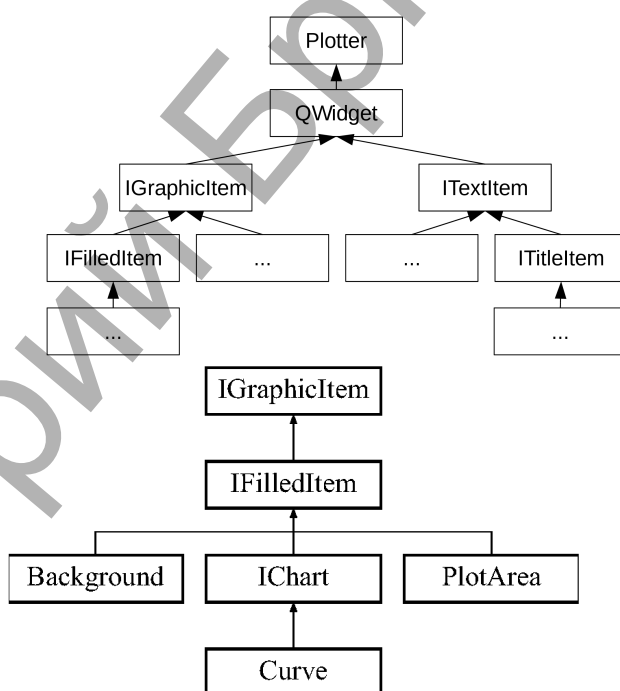 Plotter
QWidget
IGraphicItem ITextItem
IFilledItem ... ... ITitleItem
... ...
IGraphicItem
IFilledItem
Background IChart PlotArea
Curve